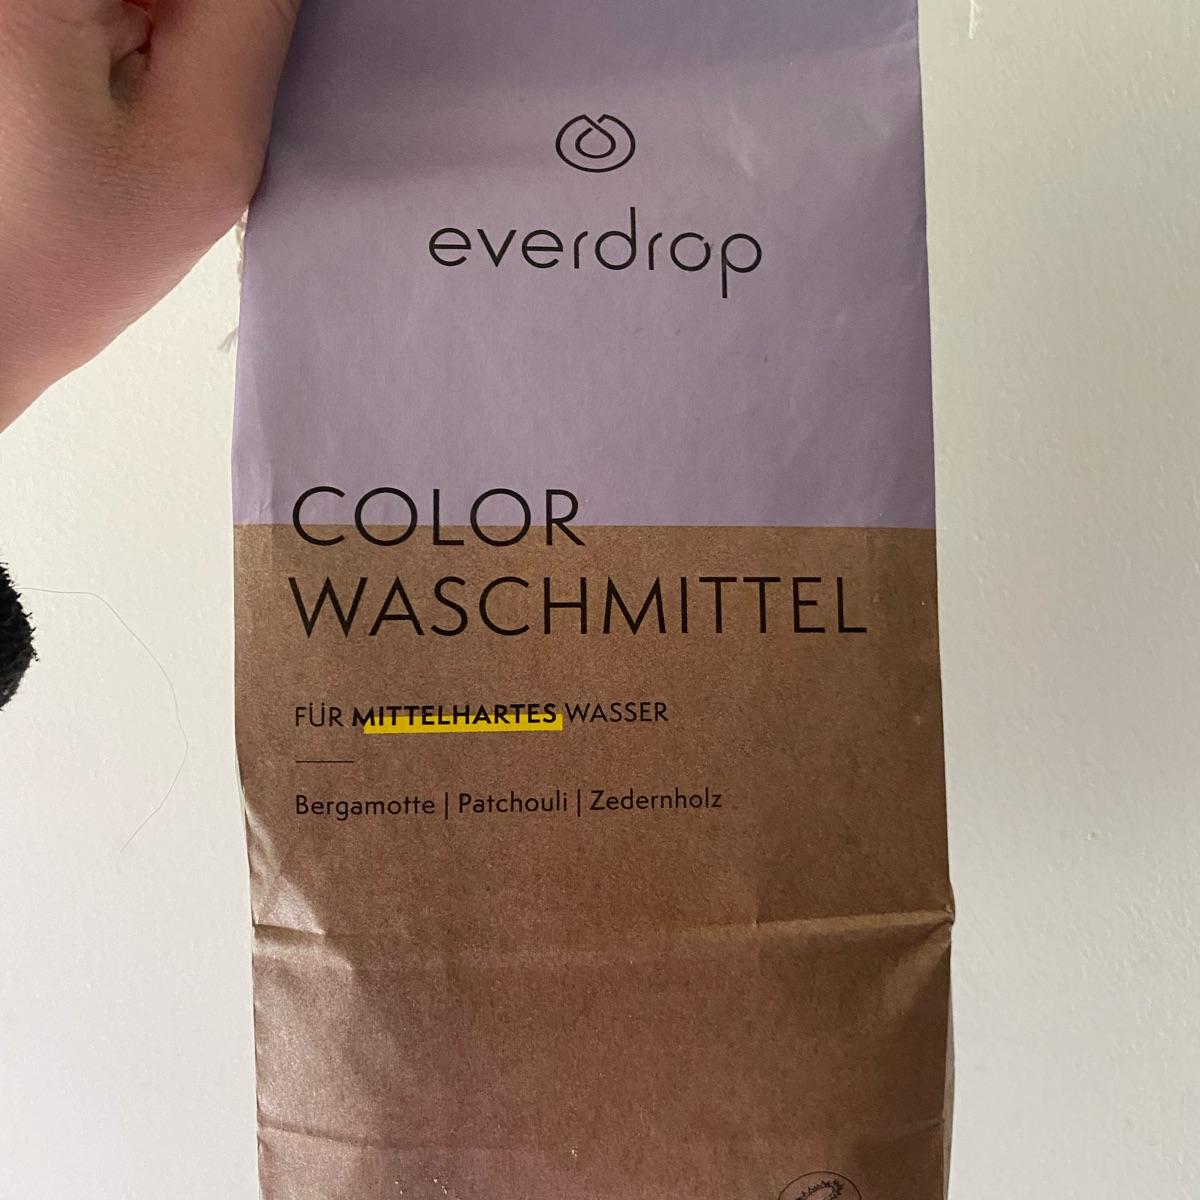 everdrop
COLOR
WASCHMITTEL
FÜR MITTELHARTES WASSER
Bergamotte | Patchouli | Zedernholz